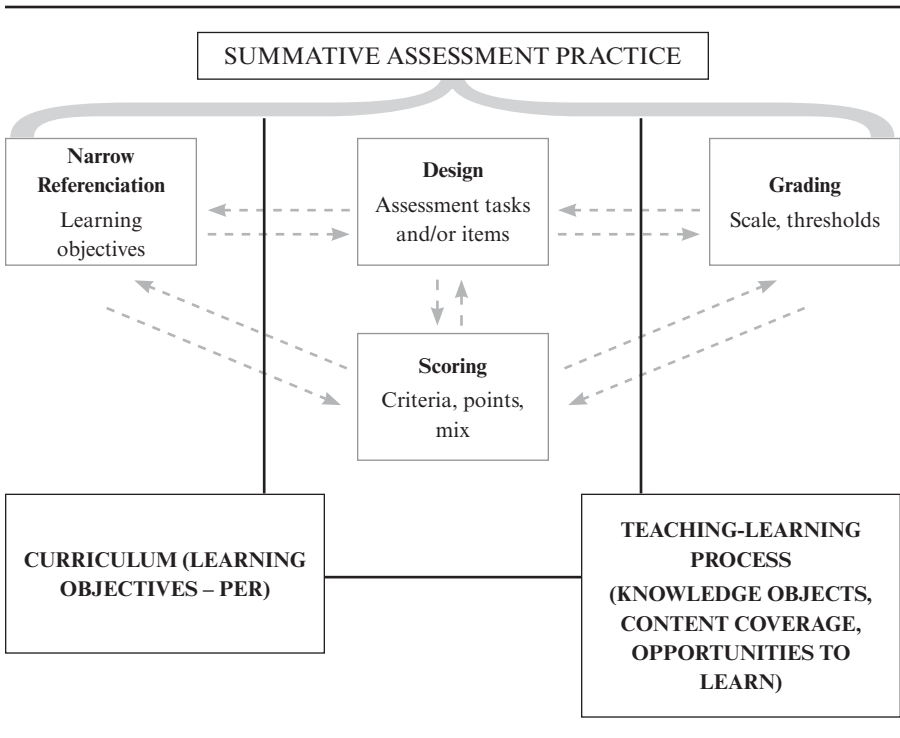 SUMMATIVE ASSESSMENT PRACTICE
Narrow
Referenciation
Learning
objectives
Design
Assessment tasks
and/or items
Grading
Scale, thresholds
Scoring
Criteria, points,
mix
CURRICULUM (LEARNING
OBJECTIVES – PER)
TEACHING-LEARNING
PROCESS
(KNOWLEDGE OBJECTS,
CONTENT COVERAGE,
OPPORTUNITIES TO
LEARN)